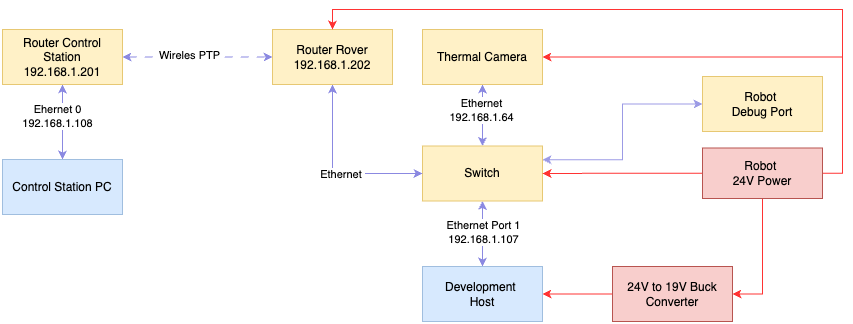 Router Control
Station
192.168.1.201
Wireles PTP
Router Rover
192.168.1.202
Thermal Camera
Ehernet 0
192.168.1.108
Ethernet
192.168.1.64
Robot
Debug Port
Control Station PC
Ethernet
Switch
Robot
24V Power
Ethernet Port 1
192.168.1.107
Development
Host
24V to 19V Buck
Converter